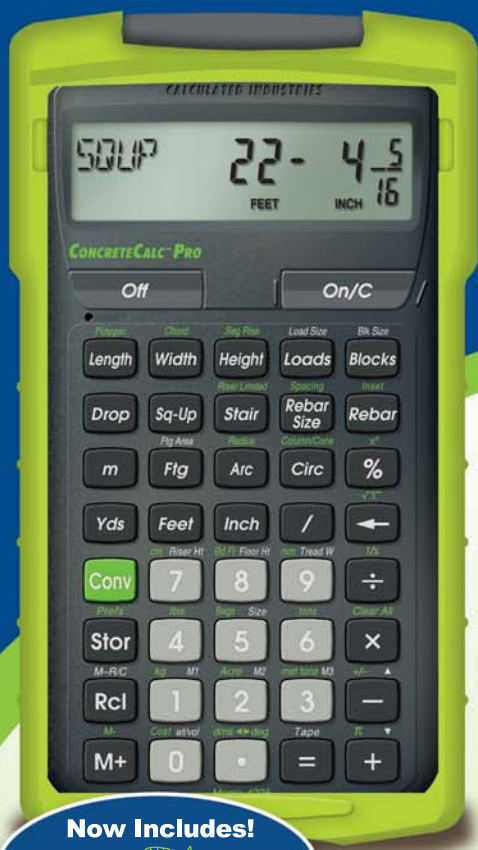 CALCULATED INDUSTRIES
SQUP 22- 4 5/16
FEET INCH
CONCRETECALC™ PRO
Off On/C
Polygon Chord Seg Rise Load Size Blk Size
Length Width Height Loads Blocks
Riser Limited Spacing Inset
Drop Sq-Up Stair Rebar Size Rebar
Ftg Area Radius Column/Cone x²
m Ftg Arc Circ %
√x
Yds Feet Inch / ←
cm Riser Ht Bd Ft Floor Ht mm Tread W 1/x
Conv 7 8 9 ÷
Prefs lbs Bags Size tons Clear All
Stor 4 5 6 ×
M-R/C kg M1 Acre M2 met tons M3 +/- ▲
Rcl 1 2 3 −
M- Cost wt/vol dms ◄►deg Tape π ▼
M+ 0 • = +
4225
Now Includes!